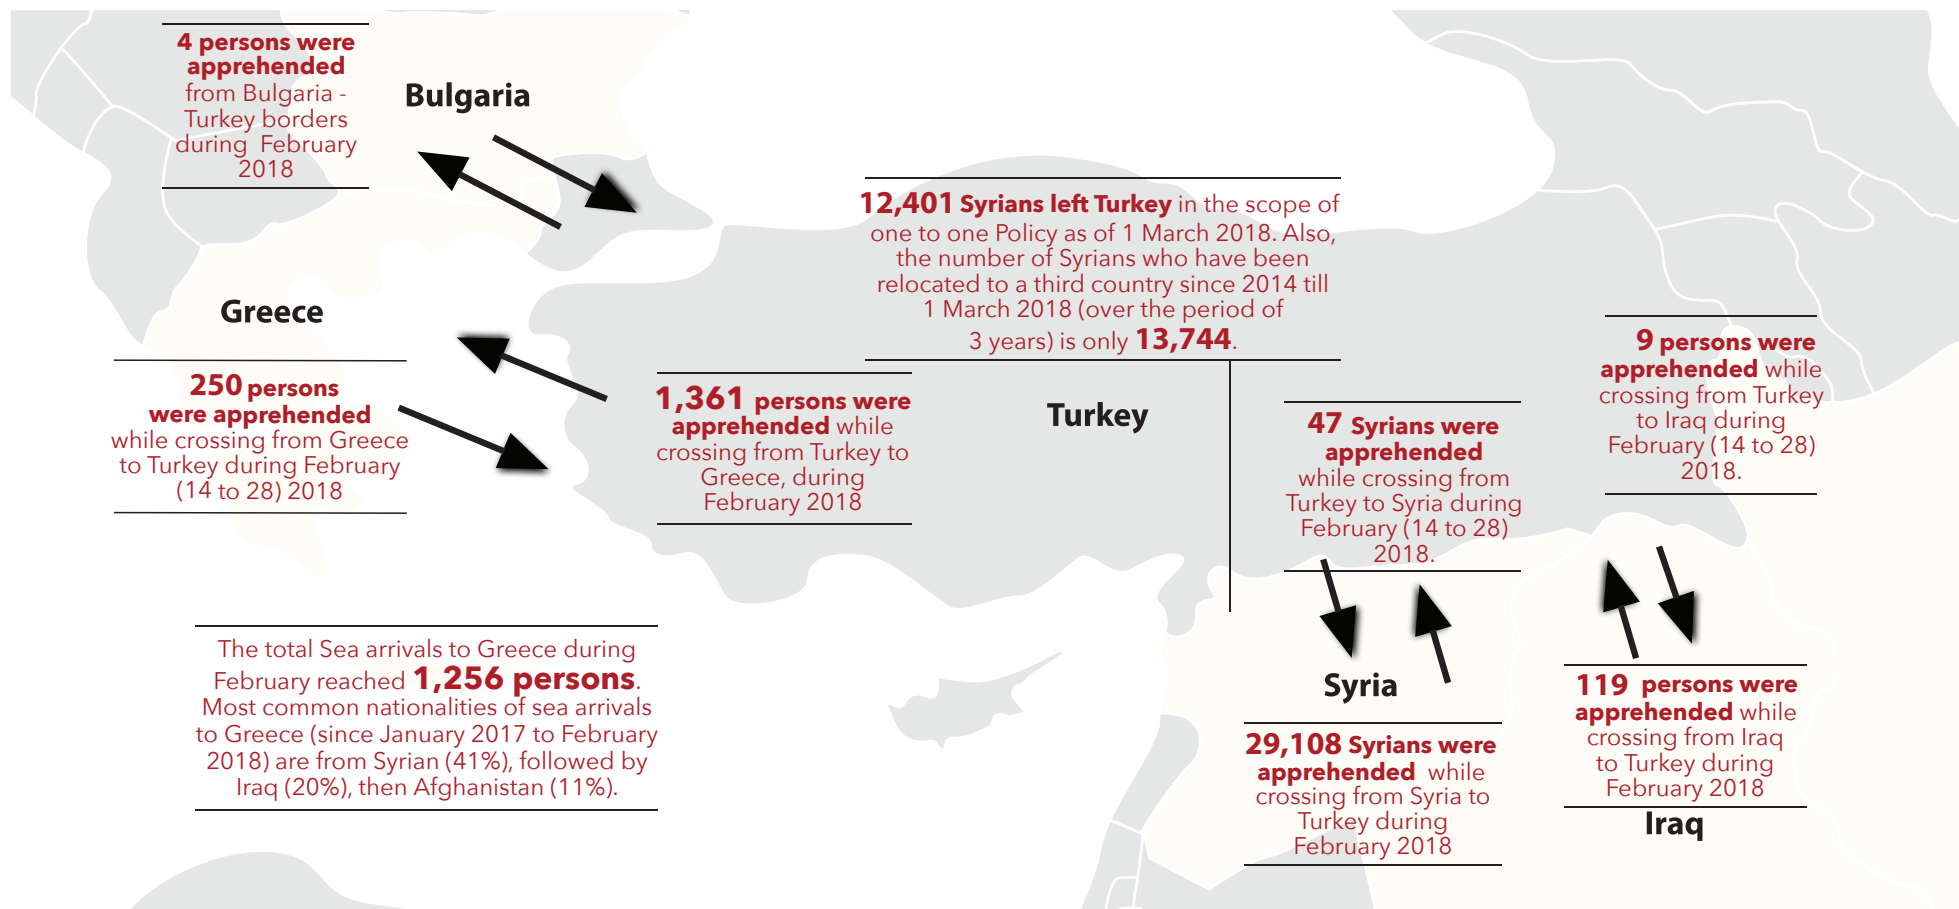 4 persons were
apprehended
from Bulgaria -
Turkey borders
during February
2018
Bulgaria
12,401 Syrians left Turkey in the scope of
one to one Policy as of 1 March 2018. Also,
the number of Syrians who have been
relocated to a third country since 2014 till
1 March 2018 (over the period of
3 years) is only 13,744.
Greece
250 persons
were apprehended
while crossing from Greece
to Turkey during February
(14 to 28) 2018
1,361 persons were
apprehended while
crossing from Turkey to
Greece, during
February 2018
Turkey
47 Syrians were
apprehended
while crossing from
Turkey to Syria during
February (14 to 28)
2018.
9 persons were
apprehended while
crossing from Turkey
to Iraq during
February (14 to 28)
2018.
The total Sea arrivals to Greece during
February reached 1,256 persons.
Most common nationalities of sea arrivals
to Greece (since January 2017 to February
2018) are from Syrian (41%), followed by
Iraq (20%), then Afghanistan (11%).
Syria
29,108 Syrians were
apprehended while
crossing from Syria to
Turkey during
February 2018
119 persons were
apprehended while
crossing from Iraq
to Turkey during
February 2018
Iraq